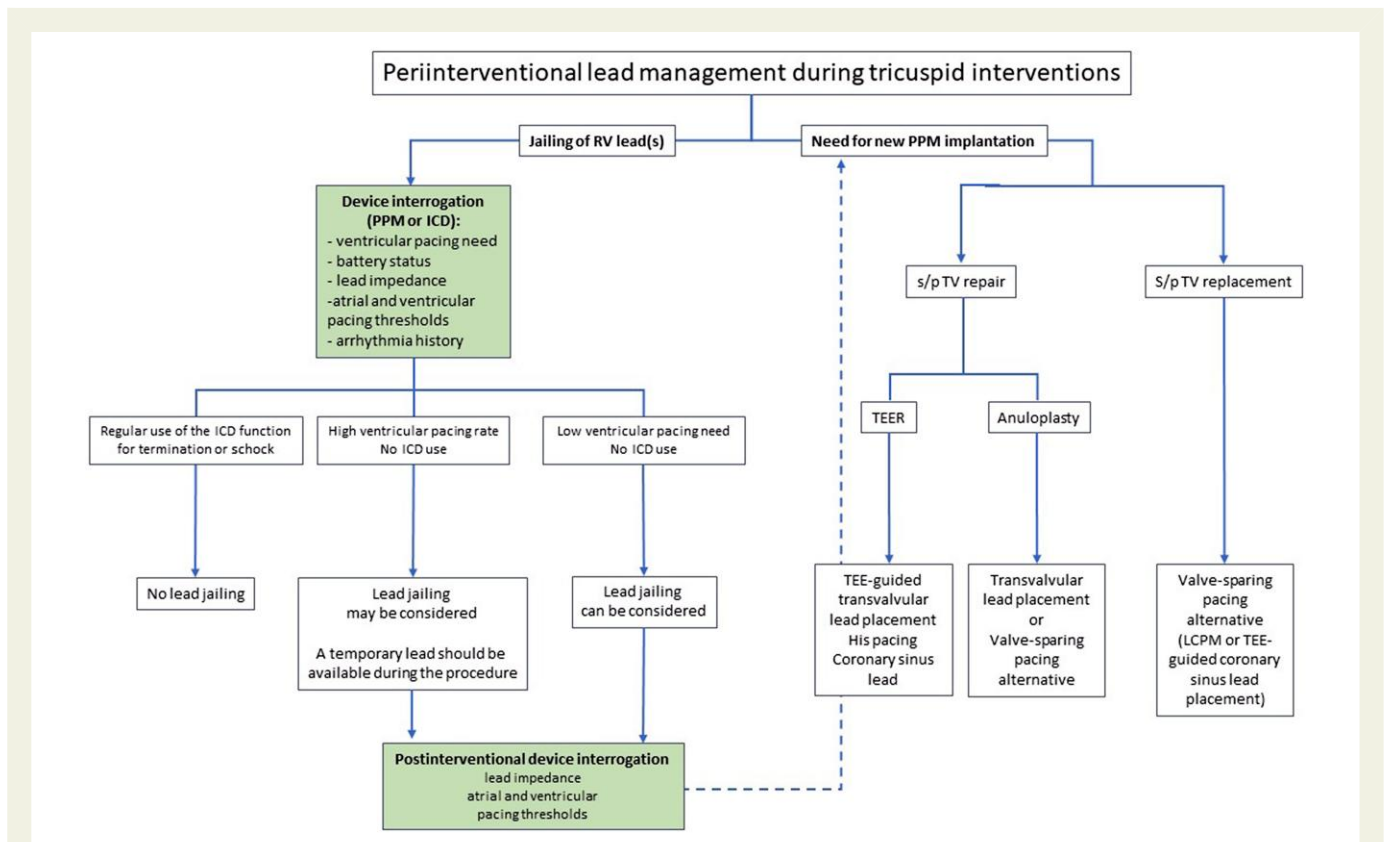 Periinterventional lead management during tricuspid interventions
Jailing of RV lead(s)
Need for new PPM implantation
Device interrogation
(PPM or ICD):
- ventricular pacing need
- battery status
- lead impedance
-atrial and ventricular
pacing thresholds
- arrhythmia history
s/p TV repair
S/p TV replacement
Regular use of the ICD function
for termination or schock
High ventricular pacing rate
No ICD use
Low ventricular pacing need
No ICD use
TEER
Anuloplasty
No lead jailing
Lead jailing
may be considered
A temporary lead should be
available during the procedure
Lead jailing
can be considered
TEE-guided
transvalvular
lead placement
His pacing
Coronary sinus
lead
Transvalvular
lead placement
or
Valve-sparing
pacing
alternative
Valve-sparing
pacing
alternative
(LCPM or TEE-
guided coronary
sinus lead
placement)
Postinterventional device interrogation
lead impedance
atrial and ventricular
pacing thresholds